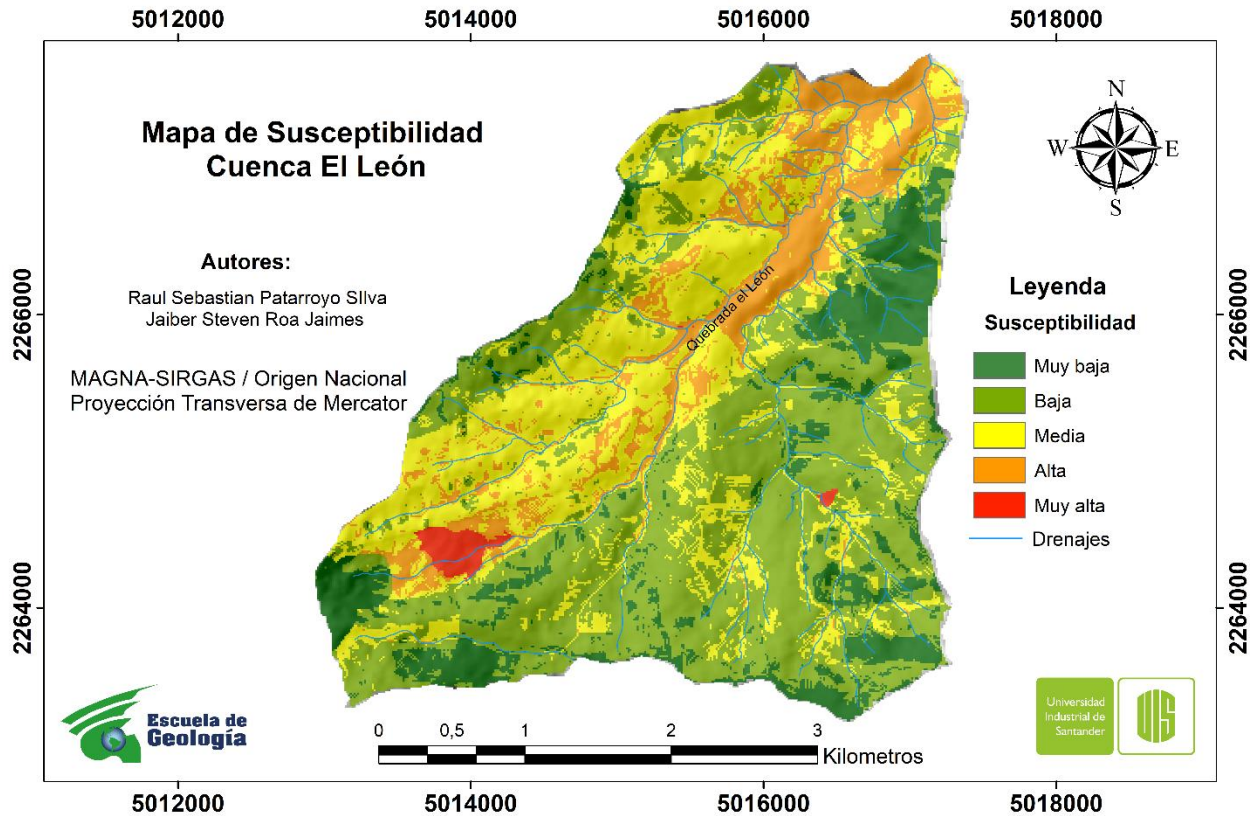 5012000 5014000 5016000 5018000
Mapa de Susceptibilidad
Cuenca El León
Autores:
Raul Sebastian Patarroyo SIlva
Jaiber Steven Roa Jaimes
MAGNA-SIRGAS / Origen Nacional
Proyección Transversa de Mercator
N
W E
S
2266000
2264000
Quebrada el León
2266000
2264000
Leyenda
Susceptibilidad
Muy baja
Baja
Media
Alta
Muy alta
Drenajes
Escuela de
Geología
0 0,5 1 2 3
Kilometros
Universidad
Industrial de
Santander
UIS
5012000 5014000 5016000 5018000